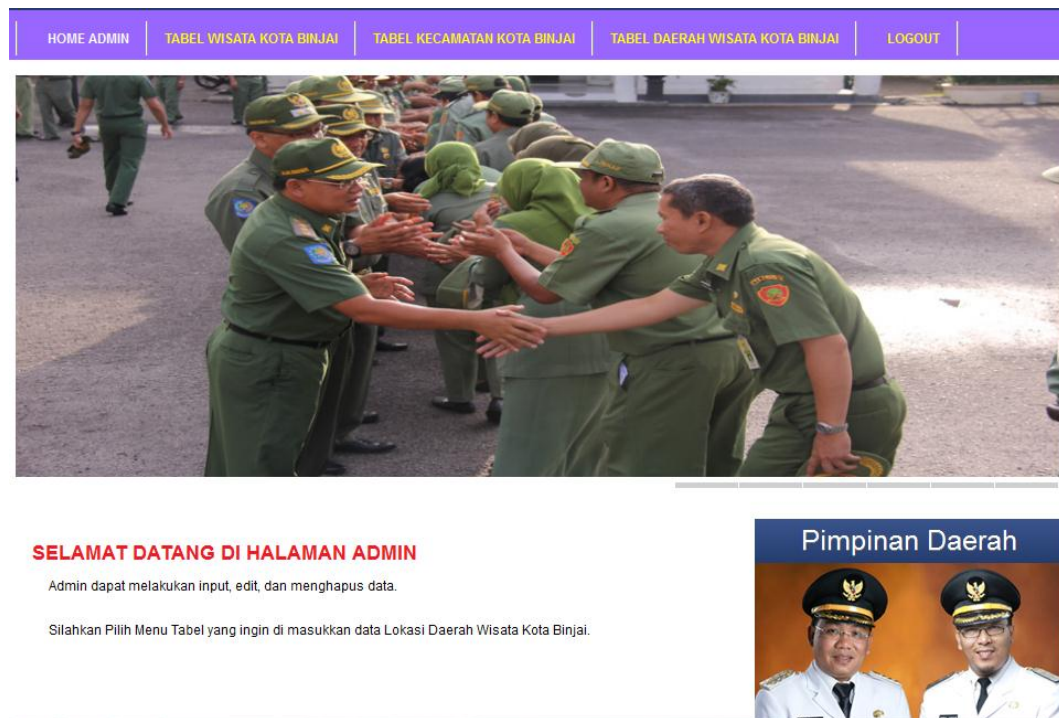 HOME ADMIN
TABEL WISATA KOTA BINJAI
TABEL KECAMATAN KOTA BINJAI
TABEL DAERAH WISATA KOTA BINJAI
LOGOUT
SELAMAT DATANG DI HALAMAN ADMIN
Admin dapat melakukan input, edit, dan menghapus data.
Silahkan Pilih Menu Tabel yang ingin di masukkan data Lokasi Daerah Wisata Kota Binjai.
Pimpinan Daerah